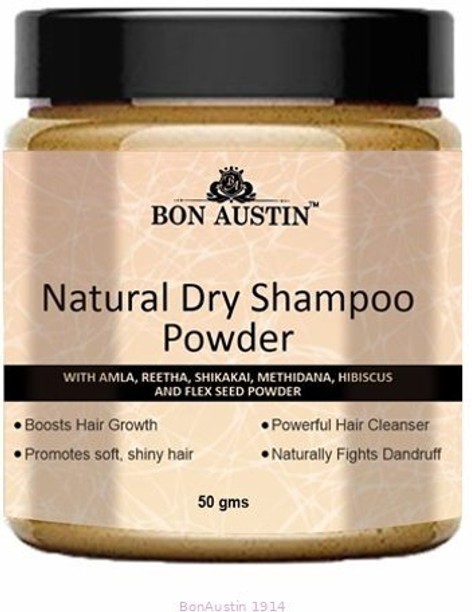 BON AUSTIN™
Natural Dry Shampoo
Powder
WITH AMLA, REETHA, SHIKAKAI, METHIDANA, HIBISCUS
AND FLEX SEED POWDER
• Boosts Hair Growth
• Powerful Hair Cleanser
• Promotes soft, shiny hair
• Naturally Fights Dandruff
50 gms
BonAustin 1914